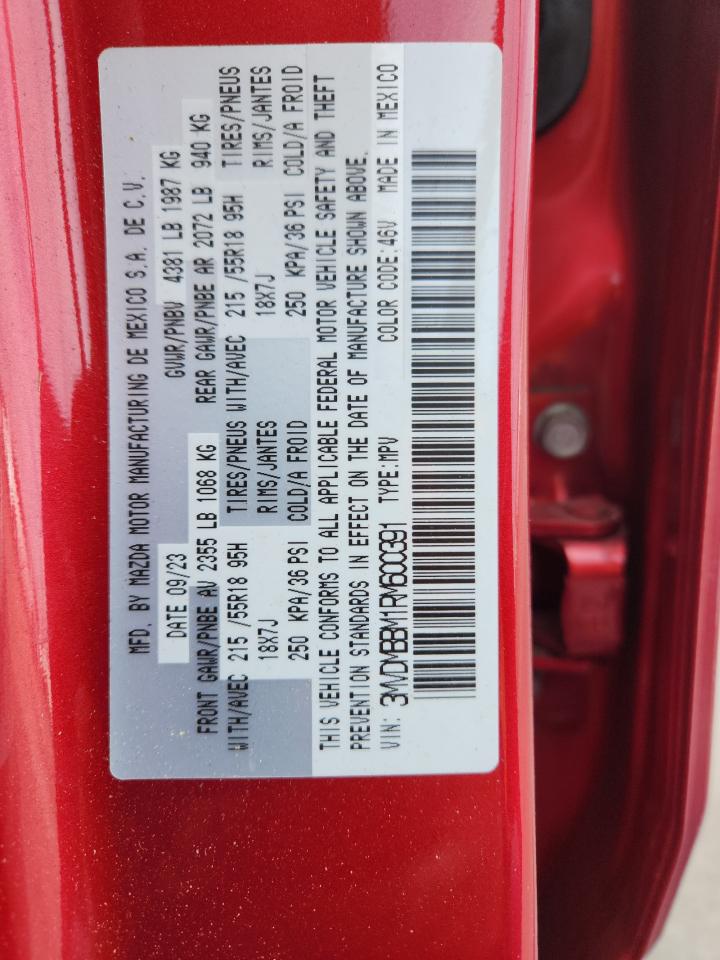 MFD. BY MAZDA MOTOR MANUFACTURING DE MEXICO S.A. DE C.V.
DATE 09/23 GVWR/PNBV 4381 LB 1987 KG
FRONT GAWR/PNBE AV 2355 LB 1068 KG REAR GAWR/PNBE AR 2072 LB 940 KG
WITH/AVEC 215 /55R18 95H TIRES/PNEUS WITH/AVEC 215 /55R18 95H TIRES/PNEUS
18X7J RIMS/JANTES 18X7J RIMS/JANTES
250 KPA/36 PSI COLD/A FROID 250 KPA/36 PSI COLD/A FROID
THIS VEHICLE CONFORMS TO ALL APPLICABLE FEDERAL MOTOR VEHICLE SAFETY AND THEFT
PREVENTION STANDARDS IN EFFECT ON THE DATE OF MANUFACTURE SHOWN ABOVE.
VIN: 3MVDMBBM1RM600391 TYPE:MPV COLOR CODE:46V MADE IN MEXICO